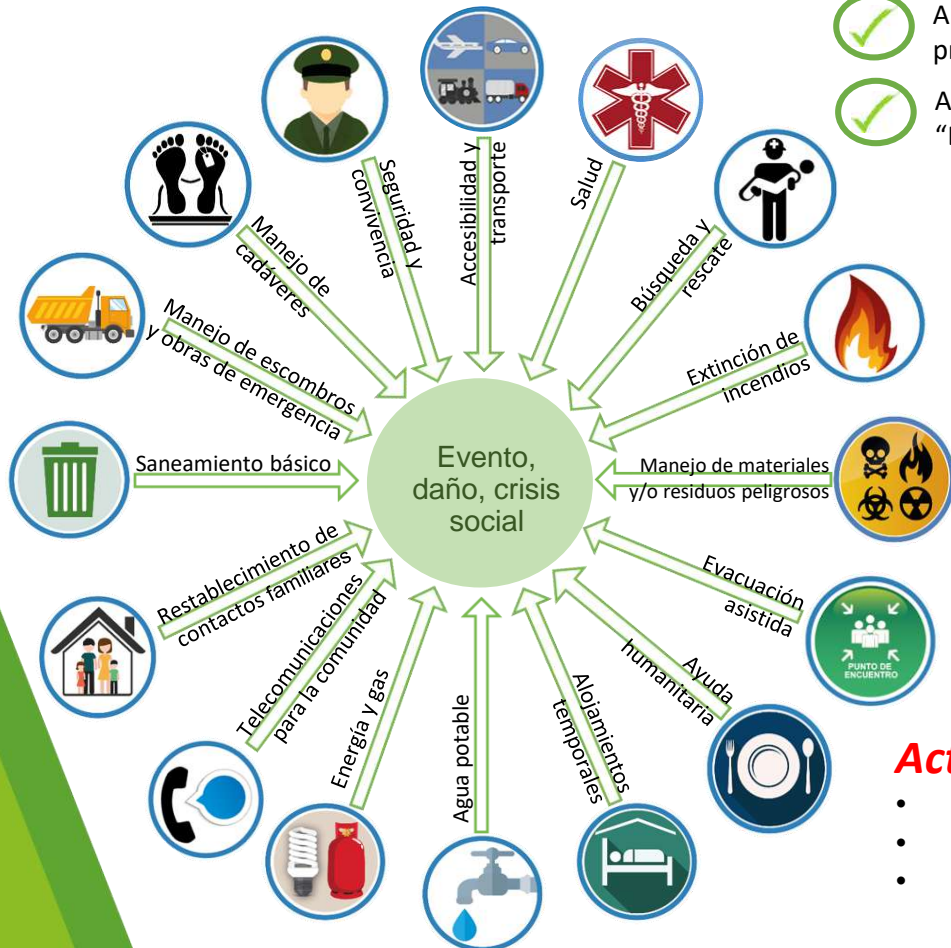 A
pr
A
“
Accesibilidad y
transporte
Salud
Búsqueda y
rescate
Extinción de
incendios
Manejo de materiales
y/o residuos peligrosos
Evacuación
asistida
PUNTO DE
ENCUENTRO
Ayuda
humanitaria
Alojamientos
temporales
Agua potable
Energía y gas
Telecomunicaciones
para la comunidad
Restablecimiento de
contactos familiares
Saneamiento básico
Manejo de escombros
y obras de emergencia
Manejo de
cadáveres
Seguridad y
convivencia
Evento,
daño, crisis
social
Act
•
•
•